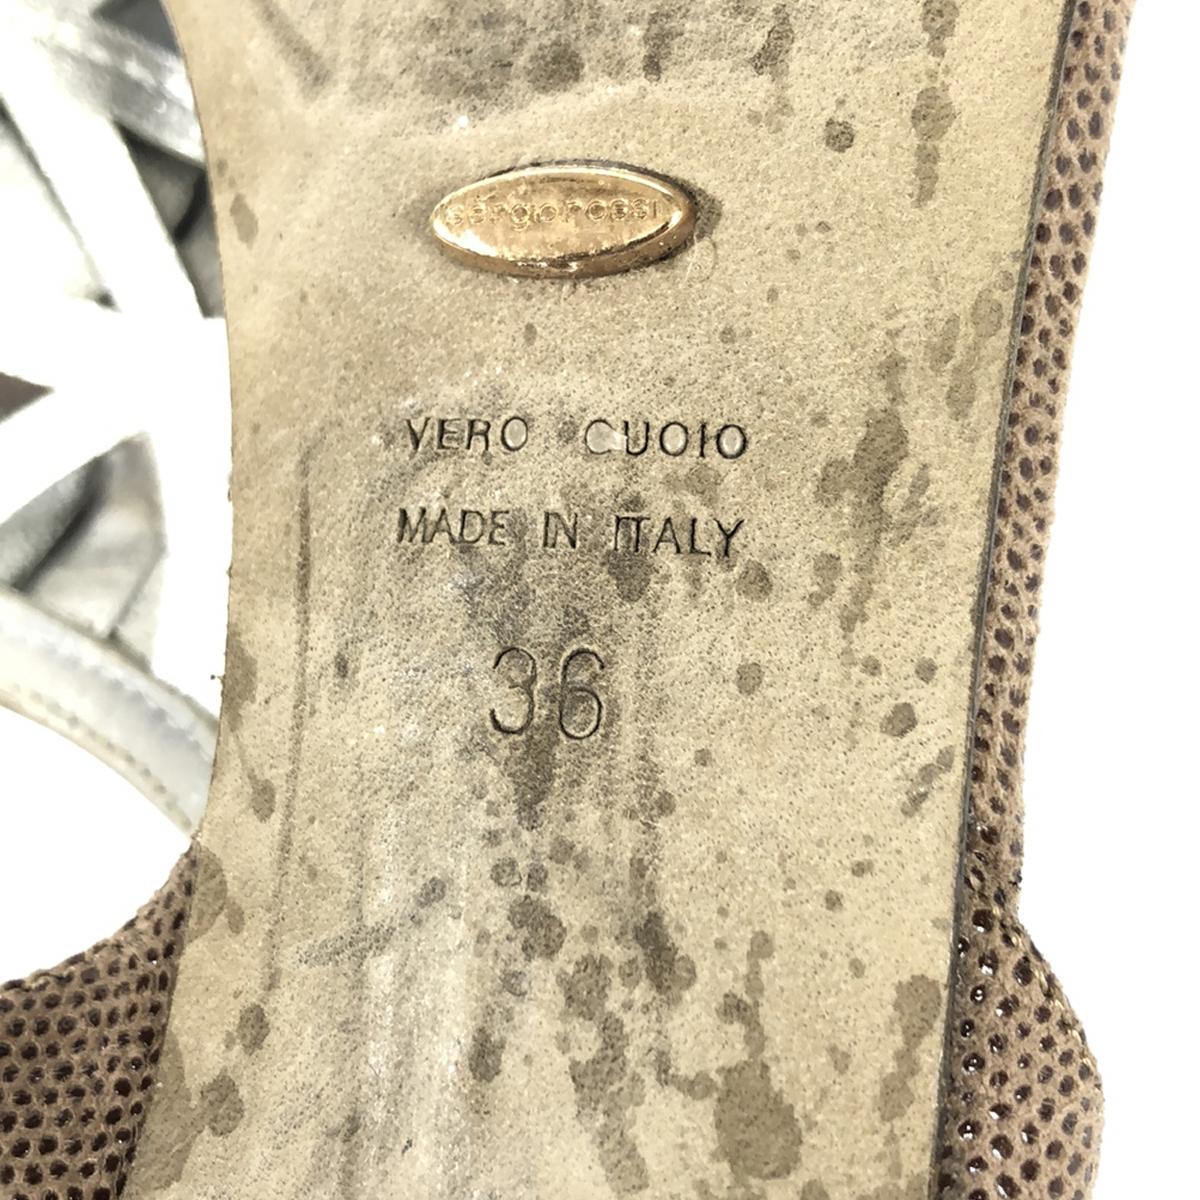 sergiorossi
VERO CUOIO
MADE IN ITALY
36